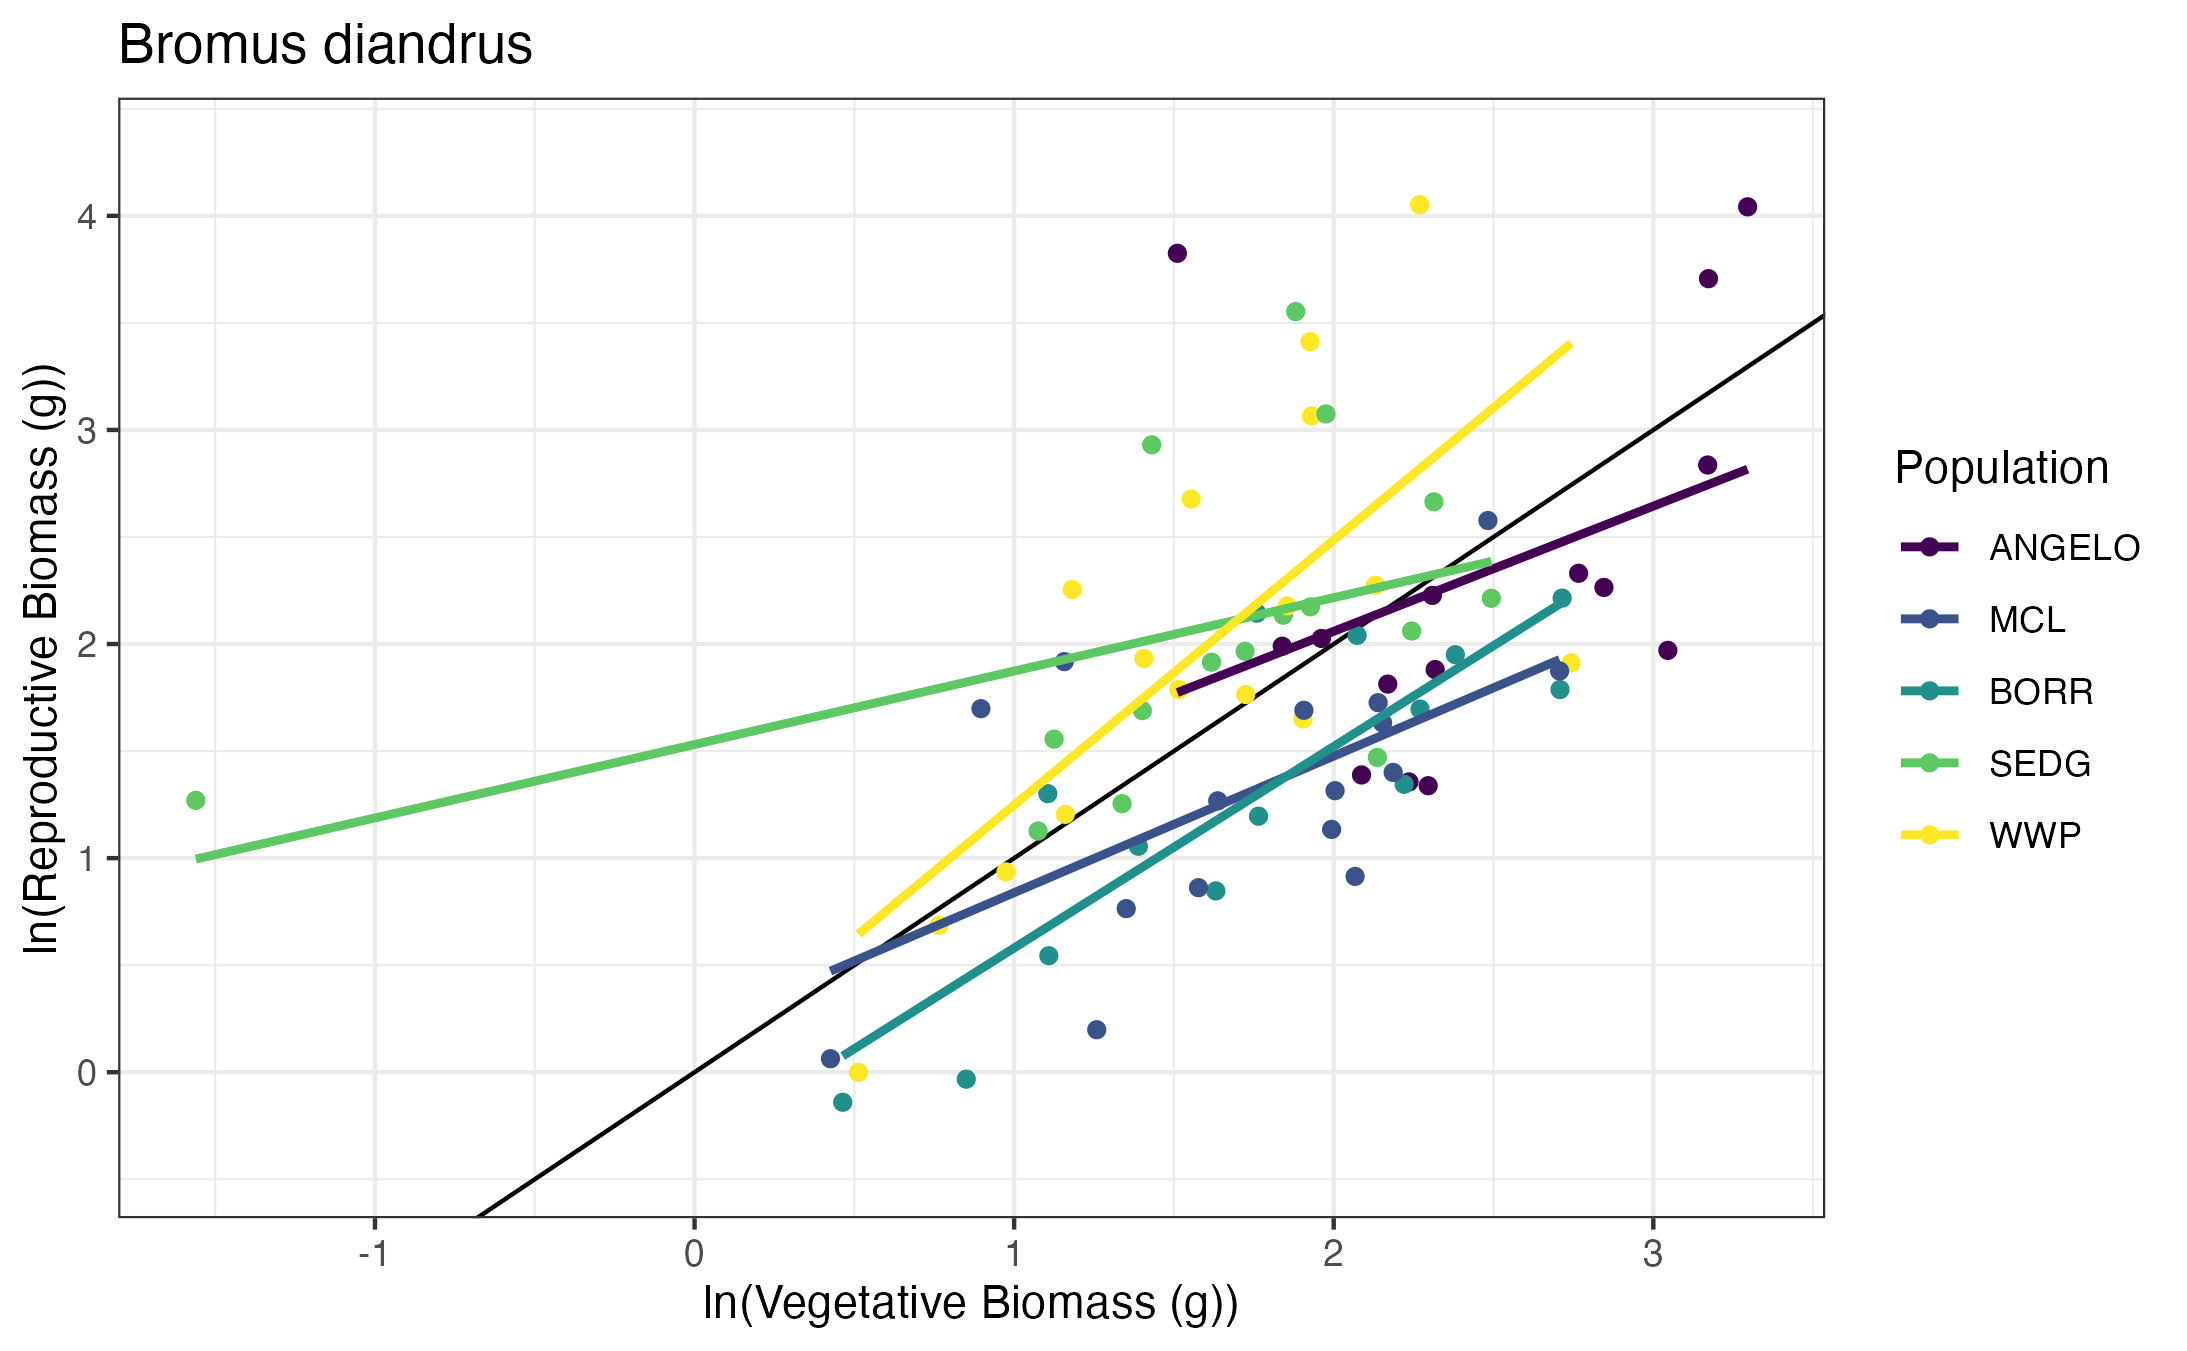 Bromus diandrus
ln(Reproductive Biomass (g))
4
3
2
1
0
-1
0
1
2
3
ln(Vegetative Biomass (g))
Population
ANGELO
MCL
BORR
SEDG
WWP